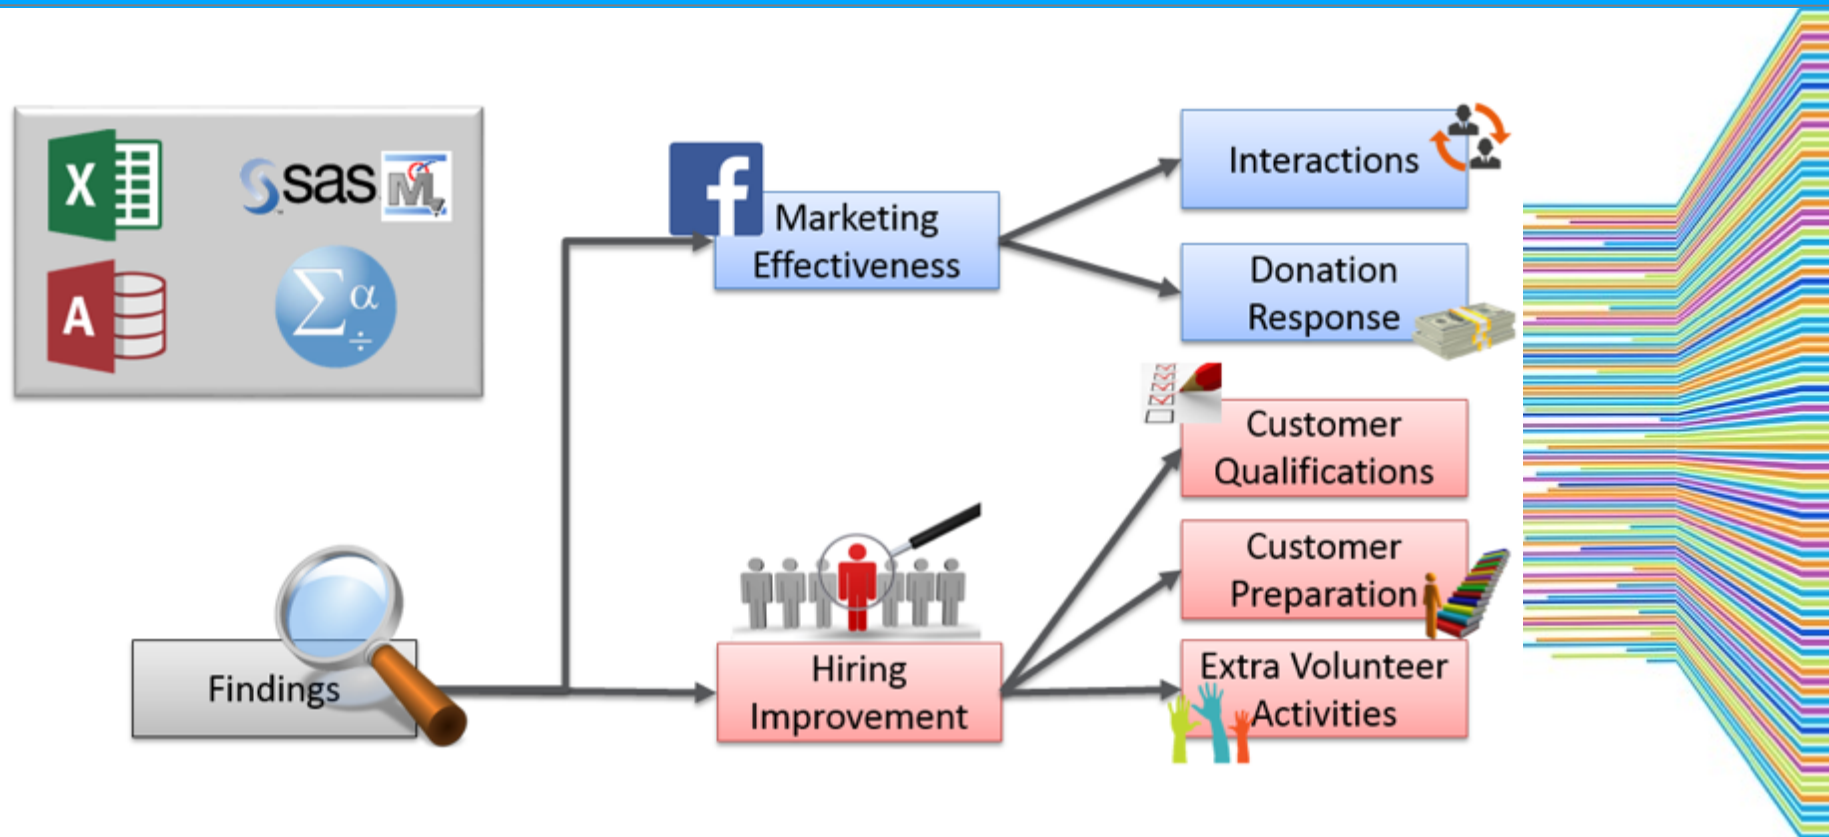 X
sas
M
A
Σ α
÷
f
Marketing
Effectiveness
Interactions
Donation
Response
Customer
Qualifications
Customer
Preparation
Extra Volunteer
Activities
Findings
Hiring
Improvement